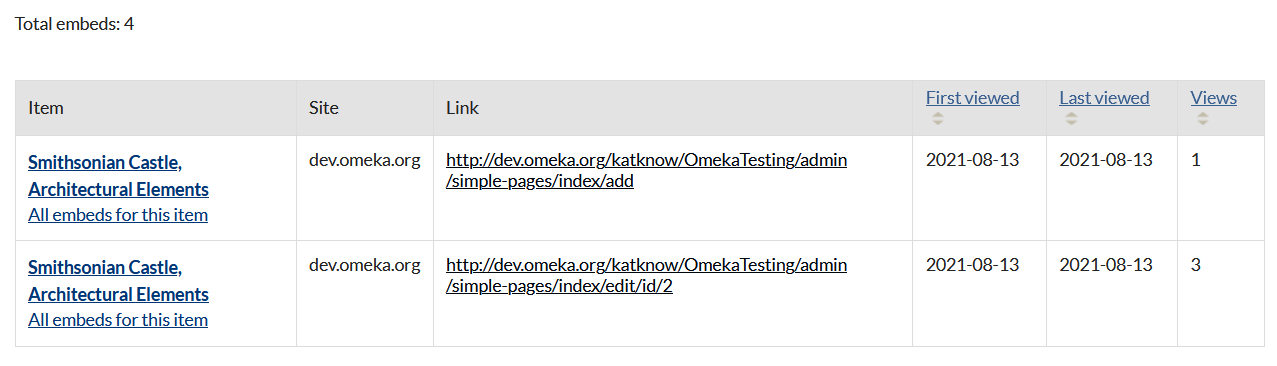 Total embeds: 4
Item Site Link First viewed Last viewed Views
Smithsonian Castle, Architectural Elements
All embeds for this item
dev.omeka.org
http://dev.omeka.org/katknow/OmekaTesting/admin
/simple-pages/index/add
2021-08-13 2021-08-13 1
Smithsonian Castle, Architectural Elements
All embeds for this item
dev.omeka.org
http://dev.omeka.org/katknow/OmekaTesting/admin
/simple-pages/index/edit/id/2
2021-08-13 2021-08-13 3